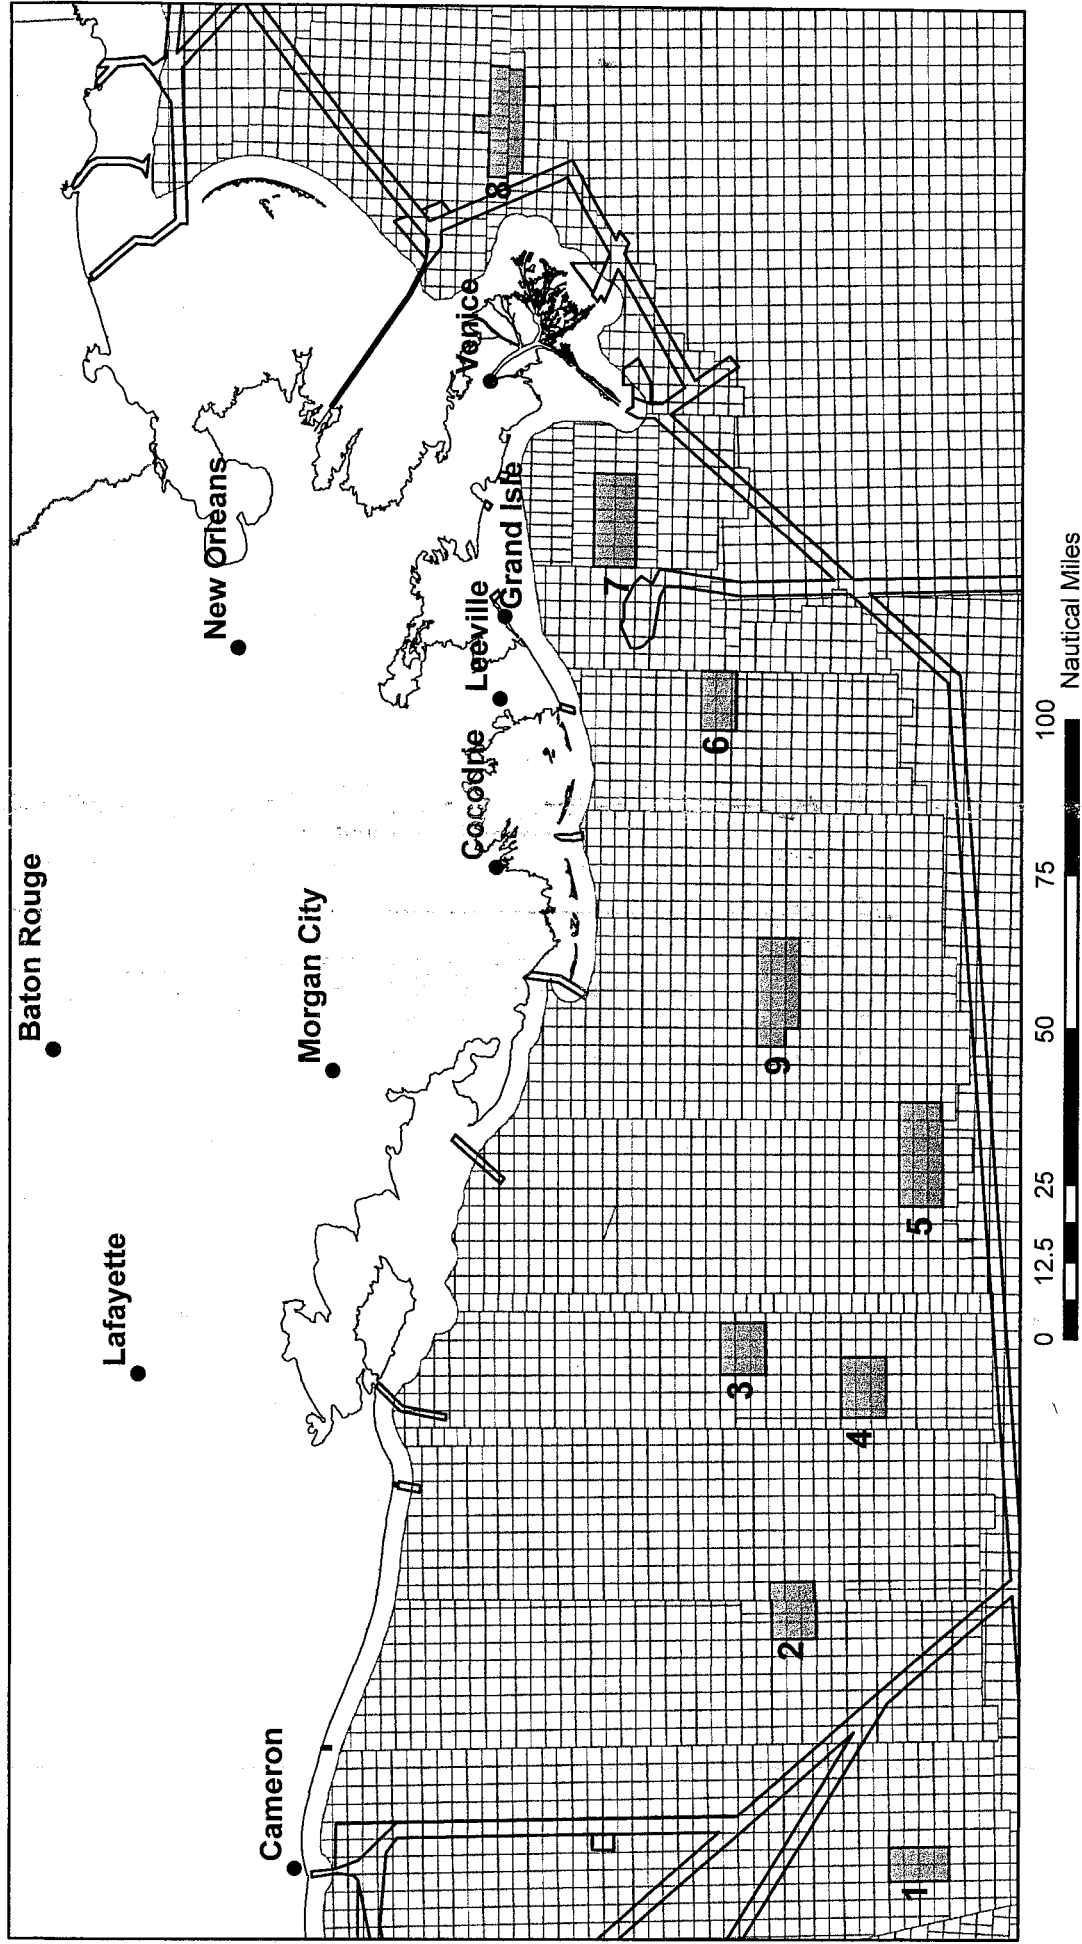 Baton Rouge
Lafayette
New Orleans
Morgan City
Cameron
Cocodrie
Leeville
Grand Isle
Venice
1
2
3
4
5
9
6
7
8
0 12.5 25 50 75 100
Nautical Miles